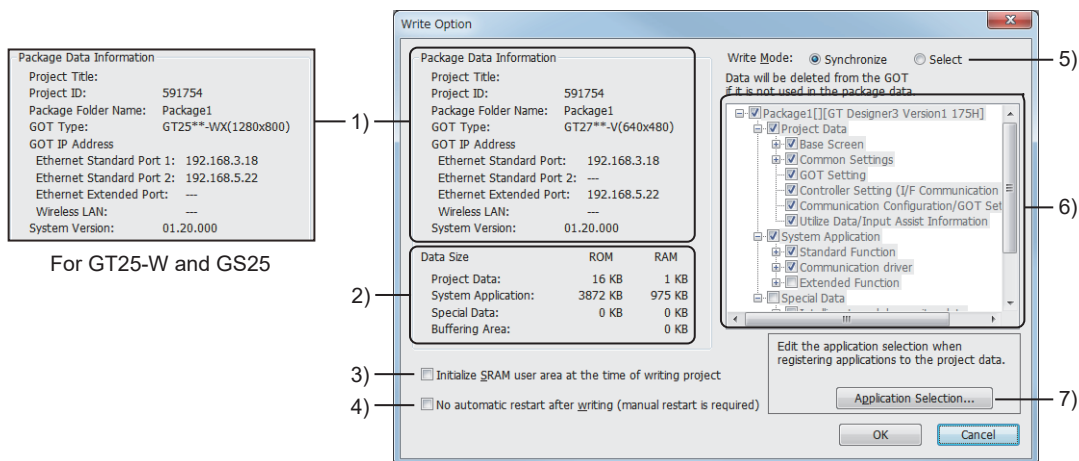 Package Data Information
Project Title:
Project ID: 591754
Package Folder Name: Package1
GOT Type: GT25**-WX(1280x800)
GOT IP Address
Ethernet Standard Port 1: 192.168.3.18
Ethernet Standard Port 2: 192.168.5.22
Ethernet Extended Port: ---
Wireless LAN: ---
System Version: 01.20.000
For GT25-W and GS25
1)
2)
3)
4)
Write Option
Package Data Information
Project Title:
Project ID: 591754
Package Folder Name: Package1
GOT Type: GT27**-V(640x480)
GOT IP Address
Ethernet Standard Port: 192.168.3.18
Ethernet Standard Port 2: ---
Ethernet Extended Port: 192.168.5.22
Wireless LAN: ---
System Version: 01.20.000
Data Size ROM RAM
Project Data: 16 KB 1 KB
System Application: 3872 KB 975 KB
Special Data: 0 KB 0 KB
Buffering Area: 0 KB
Initialize SRAM user area at the time of writing project
No automatic restart after writing (manual restart is required)
Write Mode: Synchronize Select
Data will be deleted from the GOT
if it is not used in the package data.
Package1[][GT Designer3 Version1 175H]
Project Data
Base Screen
Common Settings
GOT Setting
Controller Setting (I/F Communication
Communication Configuration/GOT Set
Utilize Data/Input Assist Information
System Application
Standard Function
Communication driver
Extended Function
Special Data
Edit the application selection when
registering applications to the project data.
Application Selection...
OK Cancel
5)
6)
7)